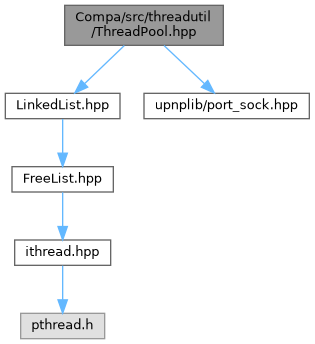 Compa/src/threadutil
/ThreadPool.hpp
LinkedList.hpp
upnplib/port_sock.hpp
FreeList.hpp
ithread.hpp
pthread.h